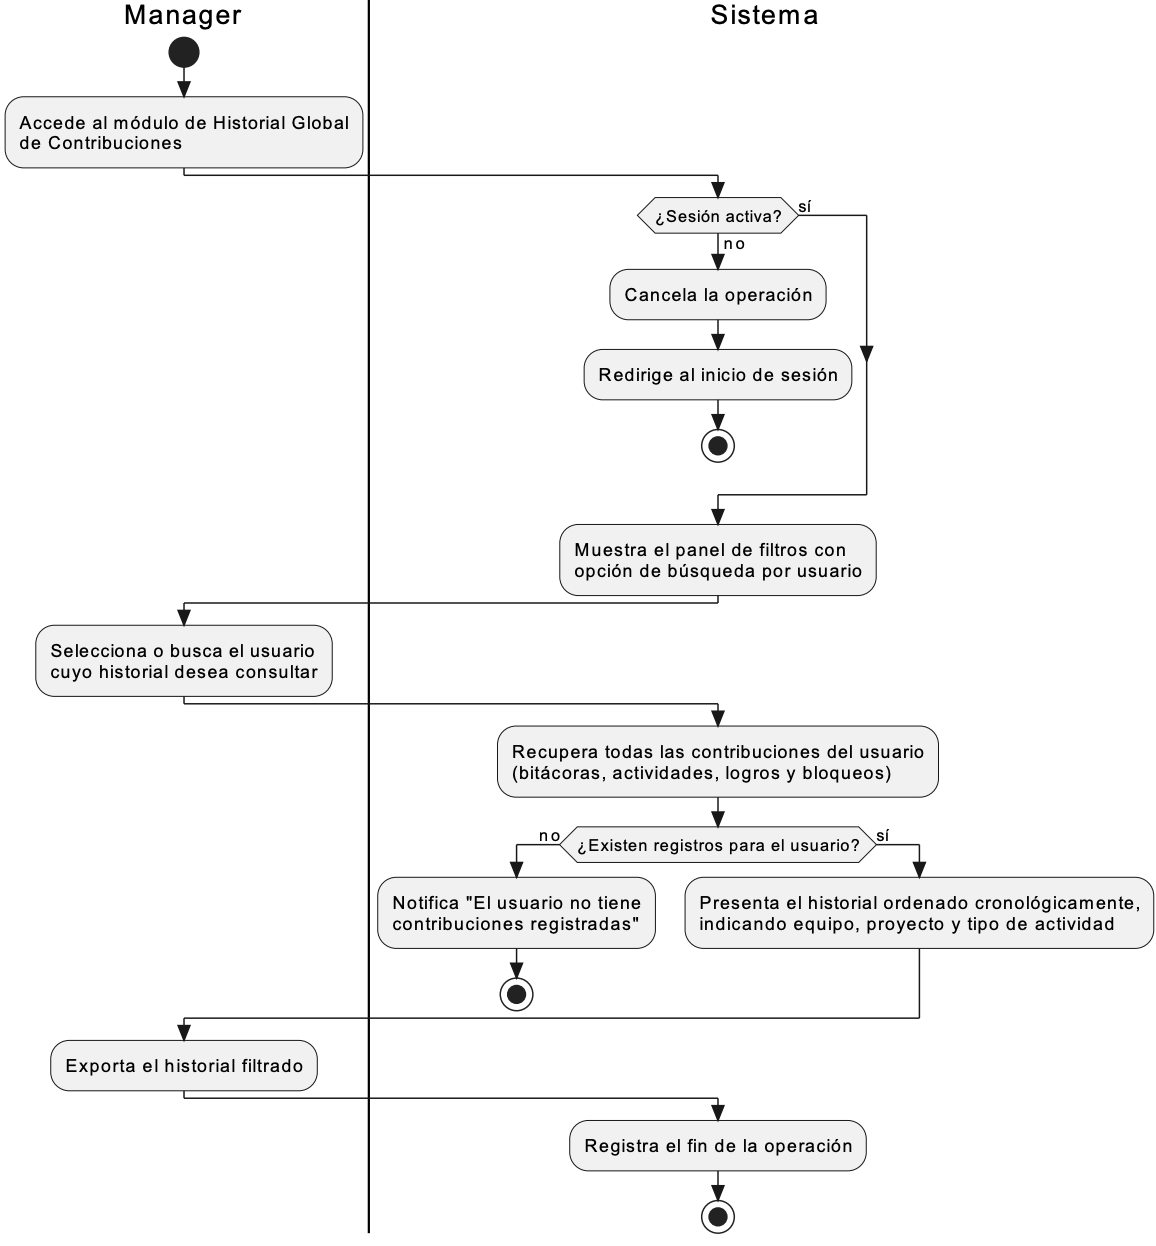 Manager
Sistema
Accede al módulo de Historial Global
de Contribuciones
¿Sesión activa?
sí
no
Cancela la operación
Redirige al inicio de sesión
Muestra el panel de filtros con
opción de búsqueda por usuario
Selecciona o busca el usuario
cuyo historial desea consultar
Recupera todas las contribuciones del usuario
(bitácoras, actividades, logros y bloqueos)
no
¿Existen registros para el usuario?
sí
Notifica "El usuario no tiene
contribuciones registradas"
Presenta el historial ordenado cronológicamente,
indicando equipo, proyecto y tipo de actividad
Exporta el historial filtrado
Registra el fin de la operación